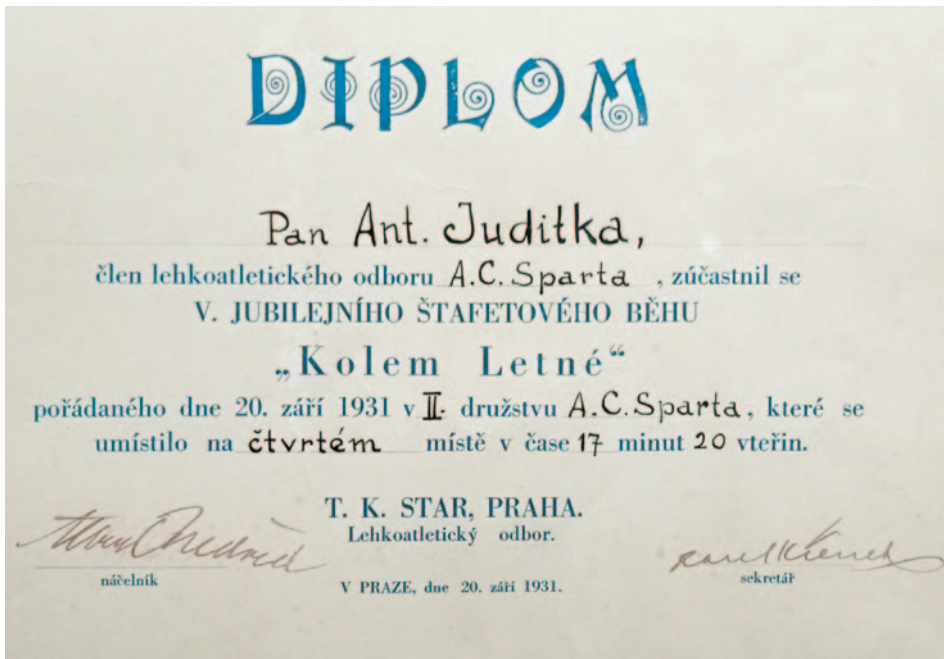 DIPLOM
Pan Ant. Juditka,
člen lehkoatletického odboru A.C. Sparta , zúčastnil se
V. JUBILEJNÍHO ŠTAFETOVÉHO BĚHU
„Kolem Letné“
pořádaného dne 20. září 1931 v II. družstvu A.C. Sparta, které se
umístilo na čtvrtém místě v čase 17 minut 20 vteřin.
T. K. STAR, PRAHA.
Lehkoatletický odbor.
náčelník
sekretář
V PRAZE, dne 20. září 1931.